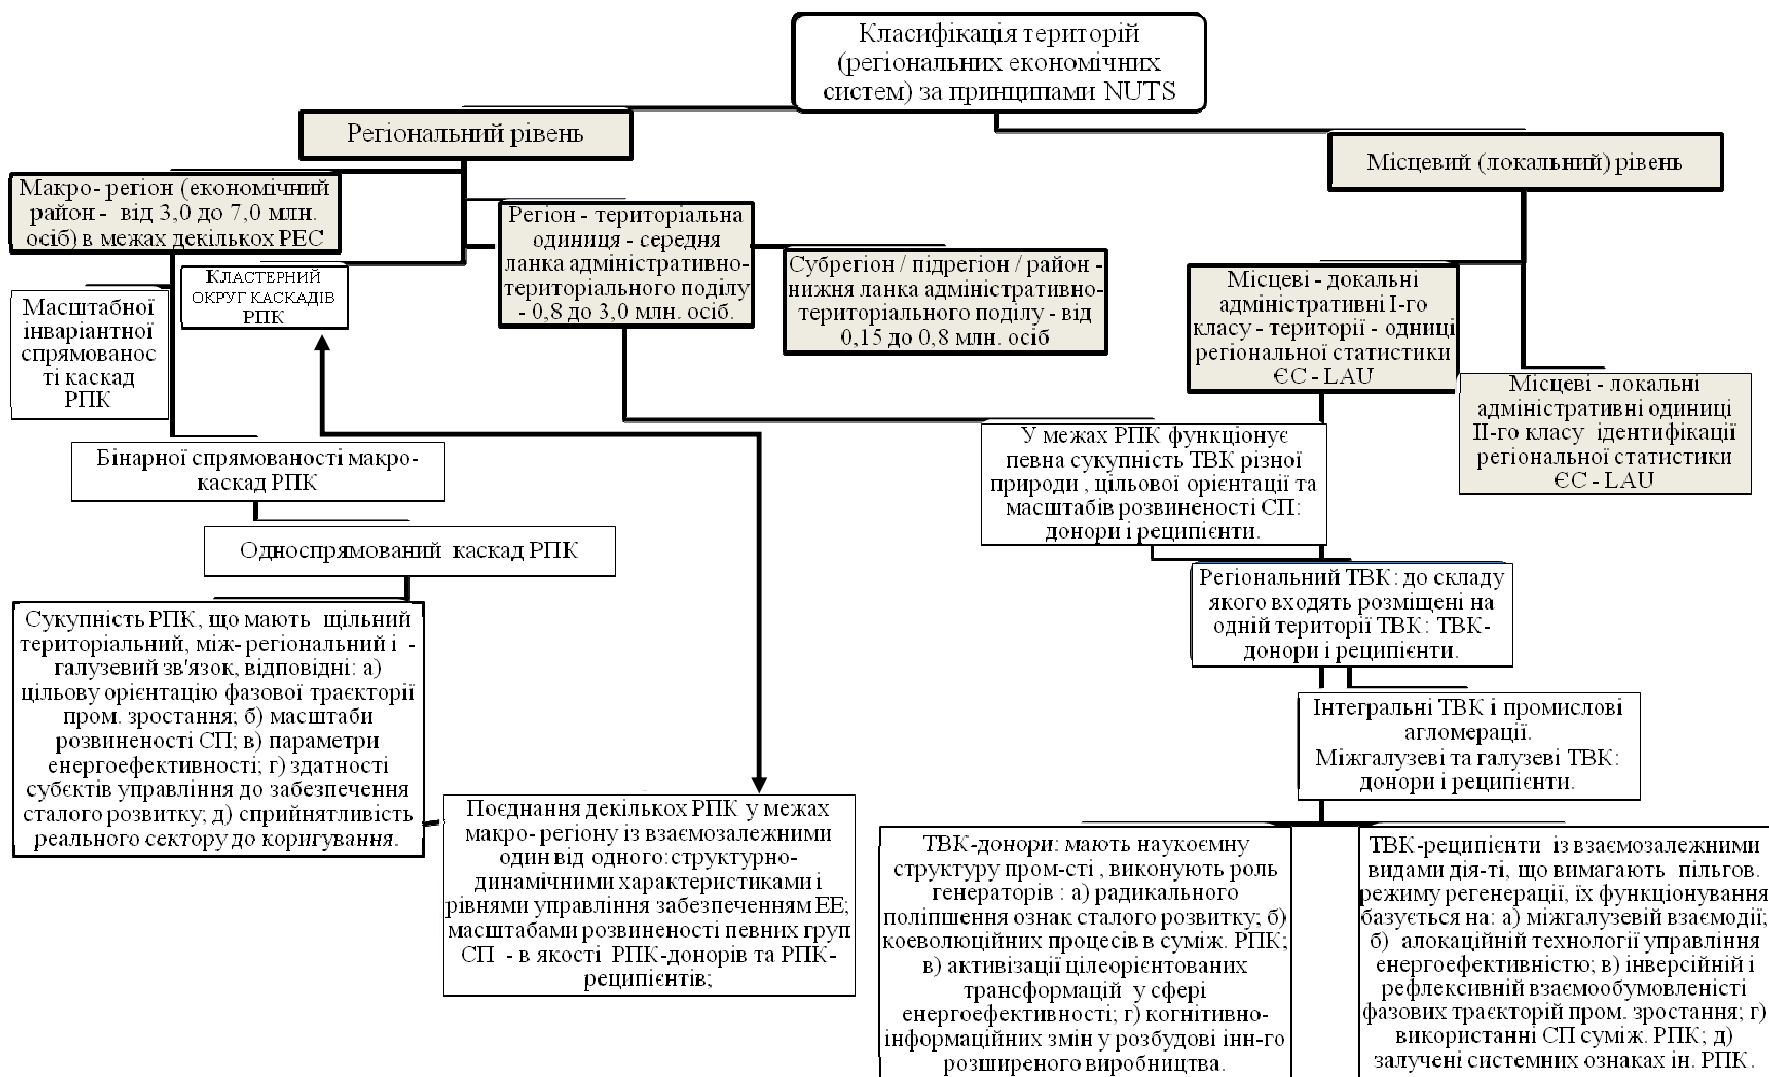 Класифікація територій
(регіональних економічних
систем) за принципами NUTS
Регіональний рівень
Місцевий (локальний) рівень
Макро- регіон (економічний
район - від 3,0 до 7,0 млн.
осіб) в межах декількох РЕС
Регіон - територіальна
одиниця - середня
ланка адміністративно-
територіального поділу
- 0,8 до 3,0 млн. осіб.
Субрегіон / підрегіон / район -
нижня ланка адміністративно-
територіального поділу - від
0,15 до 0,8 млн. осіб
Місцеві - докальні
адміністративні І-го
класу - території - одниці
регіональної статистики
ЄС - LAU
Місцеві - локальні
адміністративні одиниці
ІІ-го класу ідентифікації
регіональної статистики
ЄС - LAU
КЛАСТЕРНИЙ
ОКРУГ КАСКАДІВ
РПК
Масштабної
інваріантної
спрямованос
ті каскад
РПК
Бінарної спрямованості макро-
каскад РПК
Односпрямований каскад РПК
Сукупність РПК, що мають щільний
територіальний, між- регіональний і -
галузевий зв'язок, відповідні: а)
цільову орієнтацію фазової траєкторії
пром. зростання; б) масштаби
розвиненості СП; в) параметри
енергоефективності; г) здатності
субєктів управління до забезпечення
сталого розвитку; д) сприйнятливість
реального сектору до коригування.
Поєднання декількох РПК у межах
макро- регіону із взаємозалежними
один від одного: структурно-
динамічними характеристиками і
рівнями управління забезпеченням ЕЕ;
масштабами розвиненості певних груп
СП - в якості РПК-донорів та РПК-
реципієнтів;
У межах РПК функціонує
певна сукупність ТВК різної
природи , цільової орієнтації та
масштабів розвиненості СП:
донори і реципієнти.
Регіональний ТВК: до складу
якого входять розміщені на
одній території ТВК: ТВК-
донори і реципієнти.
Інтегральні ТВК і промислові
агломерації.
Міжгалузеві та галузеві ТВК:
донори і реципієнти.
ТВК-донори: мають наукоємну
структуру пром-сті , виконують роль
генераторів : а) радикального
поліпшення ознак сталого розвитку; б)
коеволюційних процесів в суміж. РПК;
в) активізації цілеорієнтованих
трансформацій у сфері
енергоефективності; г) когнітивно-
інформаційних змін у розбудові інн-го
розширеного виробництва.
ТВК-реципієнти із взаємозалежними
видами дія-ті, що вимагають пільгов.
режиму регенерації, їх функціонування
базується на: а) міжгалузевій взаємодії;
б) алокаційній технології управління
енергоефективністю; в) інверсійній і
рефлексивній взаємообумовленісті
фазових траєкторій пром. зростання; г)
використанні СП суміж. РПК; д)
залучені системних ознаках ін. РПК.